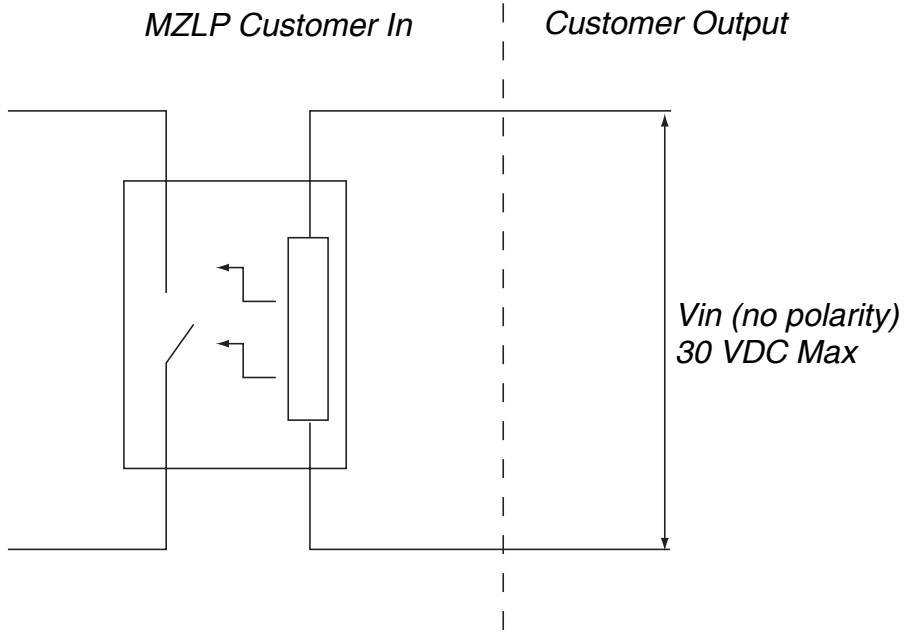 MZLP Customer In
Customer Output
Vin (no polarity)
30 VDC Max